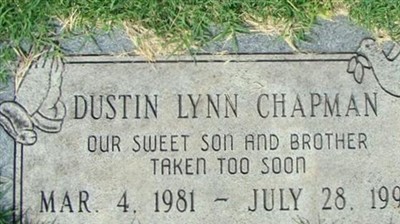 DUSTIN LYNN CHAPMAN
OUR SWEET SON AND BROTHER
TAKEN TOO SOON
MAR. 4, 1981 ~ JULY 28, 199